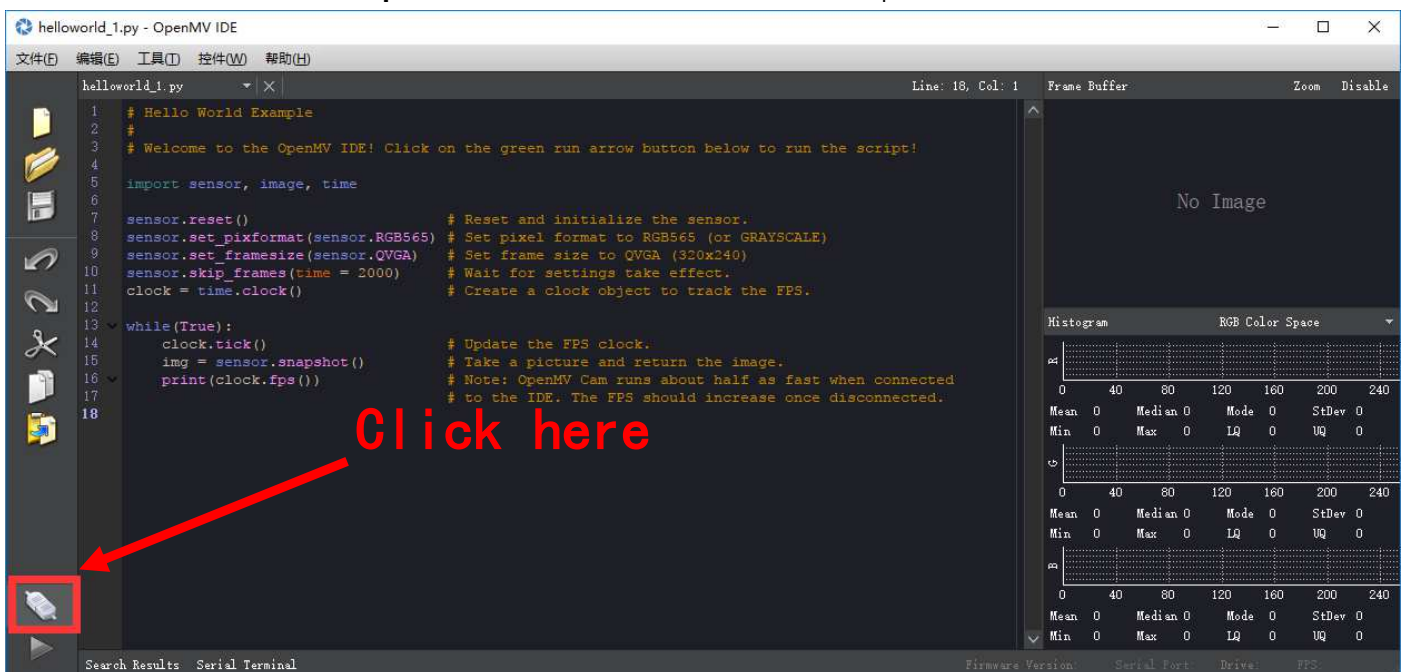 helloworld_1.py - OpenMV IDE
文件(F) 编辑(E) 工具(T) 控件(W) 帮助(H)
helloworld_1.py Line: 18, Col: 1 Frame Buffer Zoom Disable
1 # Hello World Example
2 #
3 # Welcome to the OpenMV IDE! Click on the green run arrow button below to run the script!
4
5 import sensor, image, time
6
7 sensor.reset() # Reset and initialize the sensor.
8 sensor.set_pixformat(sensor.RGB565) # Set pixel format to RGB565 (or GRAYSCALE)
9 sensor.set_framesize(sensor.QVGA) # Set frame size to QVGA (320x240)
10 sensor.skip_frames(time = 2000) # Wait for settings take effect.
11 clock = time.clock() # Create a clock object to track the FPS.
12
13 while(True):
14 clock.tick() # Update the FPS clock.
15 img = sensor.snapshot() # Take a picture and return the image.
16 print(clock.fps()) # Note: OpenMV Cam runs about half as fast when connected
17 # to the IDE. The FPS should increase once disconnected.
18
Click here
No Image
Histogram RGB Color Space
R
0 40 80 120 160 200 240
Mean 0 Median 0 Mode 0 StDev 0
Min 0 Max 0 LQ 0 UQ 0
G
0 40 80 120 160 200 240
Mean 0 Median 0 Mode 0 StDev 0
Min 0 Max 0 LQ 0 UQ 0
B
0 40 80 120 160 200 240
Mean 0 Median 0 Mode 0 StDev 0
Min 0 Max 0 LQ 0 UQ 0
Search Results Serial Terminal Firmware Version: Serial Port: Drive: FPS: